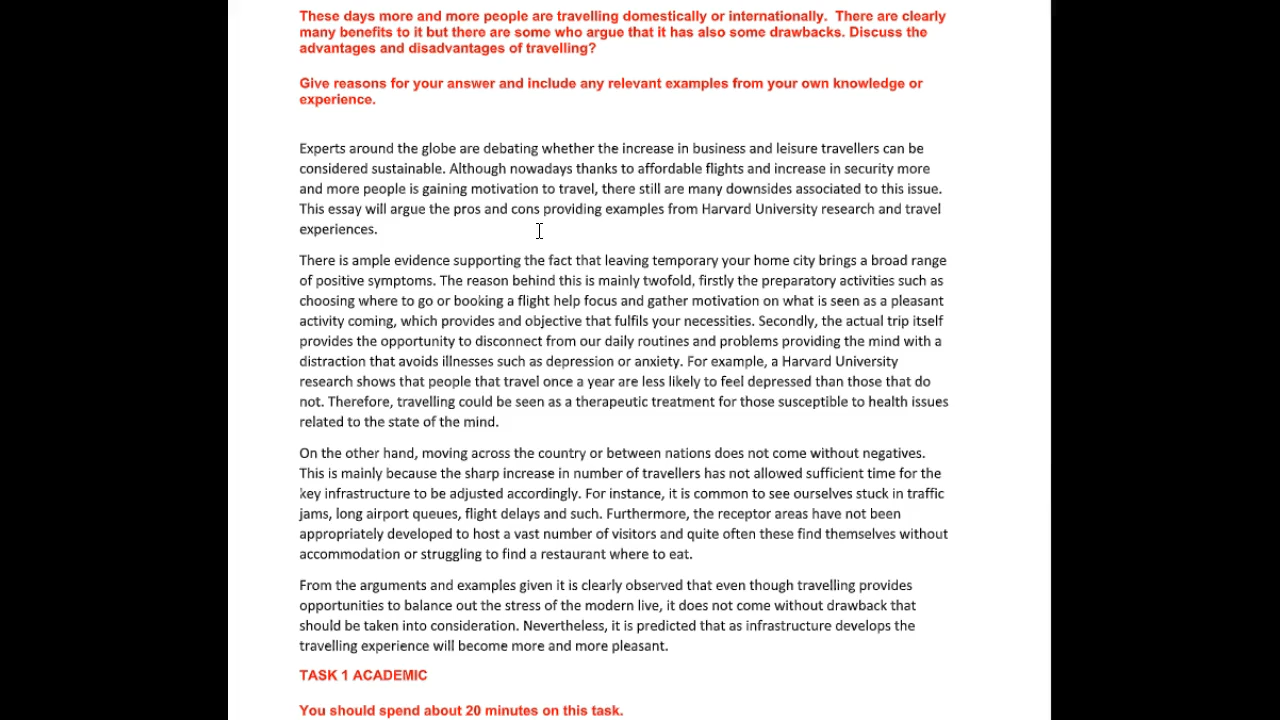 These days more and more people are travelling domestically or internationally.  There are clearly
many benefits to it but there are some who argue that it has also some drawbacks. Discuss the
advantages and disadvantages of travelling?
Give reasons for your answer and include any relevant examples from your own knowledge or
experience.
Experts around the globe are debating whether the increase in business and leisure travellers can be
considered sustainable. Although nowadays thanks to affordable flights and increase in security more
and more people is gaining motivation to travel, there still are many downsides associated to this issue.
This essay will argue the pros and cons providing examples from Harvard University research and travel
experiences.
There is ample evidence supporting the fact that leaving temporary your home city brings a broad range
of positive symptoms. The reason behind this is mainly twofold, firstly the preparatory activities such as
choosing where to go or booking a flight help focus and gather motivation on what is seen as a pleasant
activity coming, which provides and objective that fulfils your necessities. Secondly, the actual trip itself
provides the opportunity to disconnect from our daily routines and problems providing the mind with a
distraction that avoids illnesses such as depression or anxiety. For example, a Harvard University
research shows that people that travel once a year are less likely to feel depressed than those that do
not. Therefore, travelling could be seen as a therapeutic treatment for those susceptible to health issues
related to the state of the mind.
On the other hand, moving across the country or between nations does not come without negatives.
This is mainly because the sharp increase in number of travellers has not allowed sufficient time for the
key infrastructure to be adjusted accordingly. For instance, it is common to see ourselves stuck in traffic
jams, long airport queues, flight delays and such. Furthermore, the receptor areas have not been
appropriately developed to host a vast number of visitors and quite often these find themselves without
accommodation or struggling to find a restaurant where to eat.
From the arguments and examples given it is clearly observed that even though travelling provides
opportunities to balance out the stress of the modern live, it does not come without drawback that
should be taken into consideration. Nevertheless, it is predicted that as infrastructure develops the
travelling experience will become more and more pleasant.
TASK 1 ACADEMIC
You should spend about 20 minutes on this task.